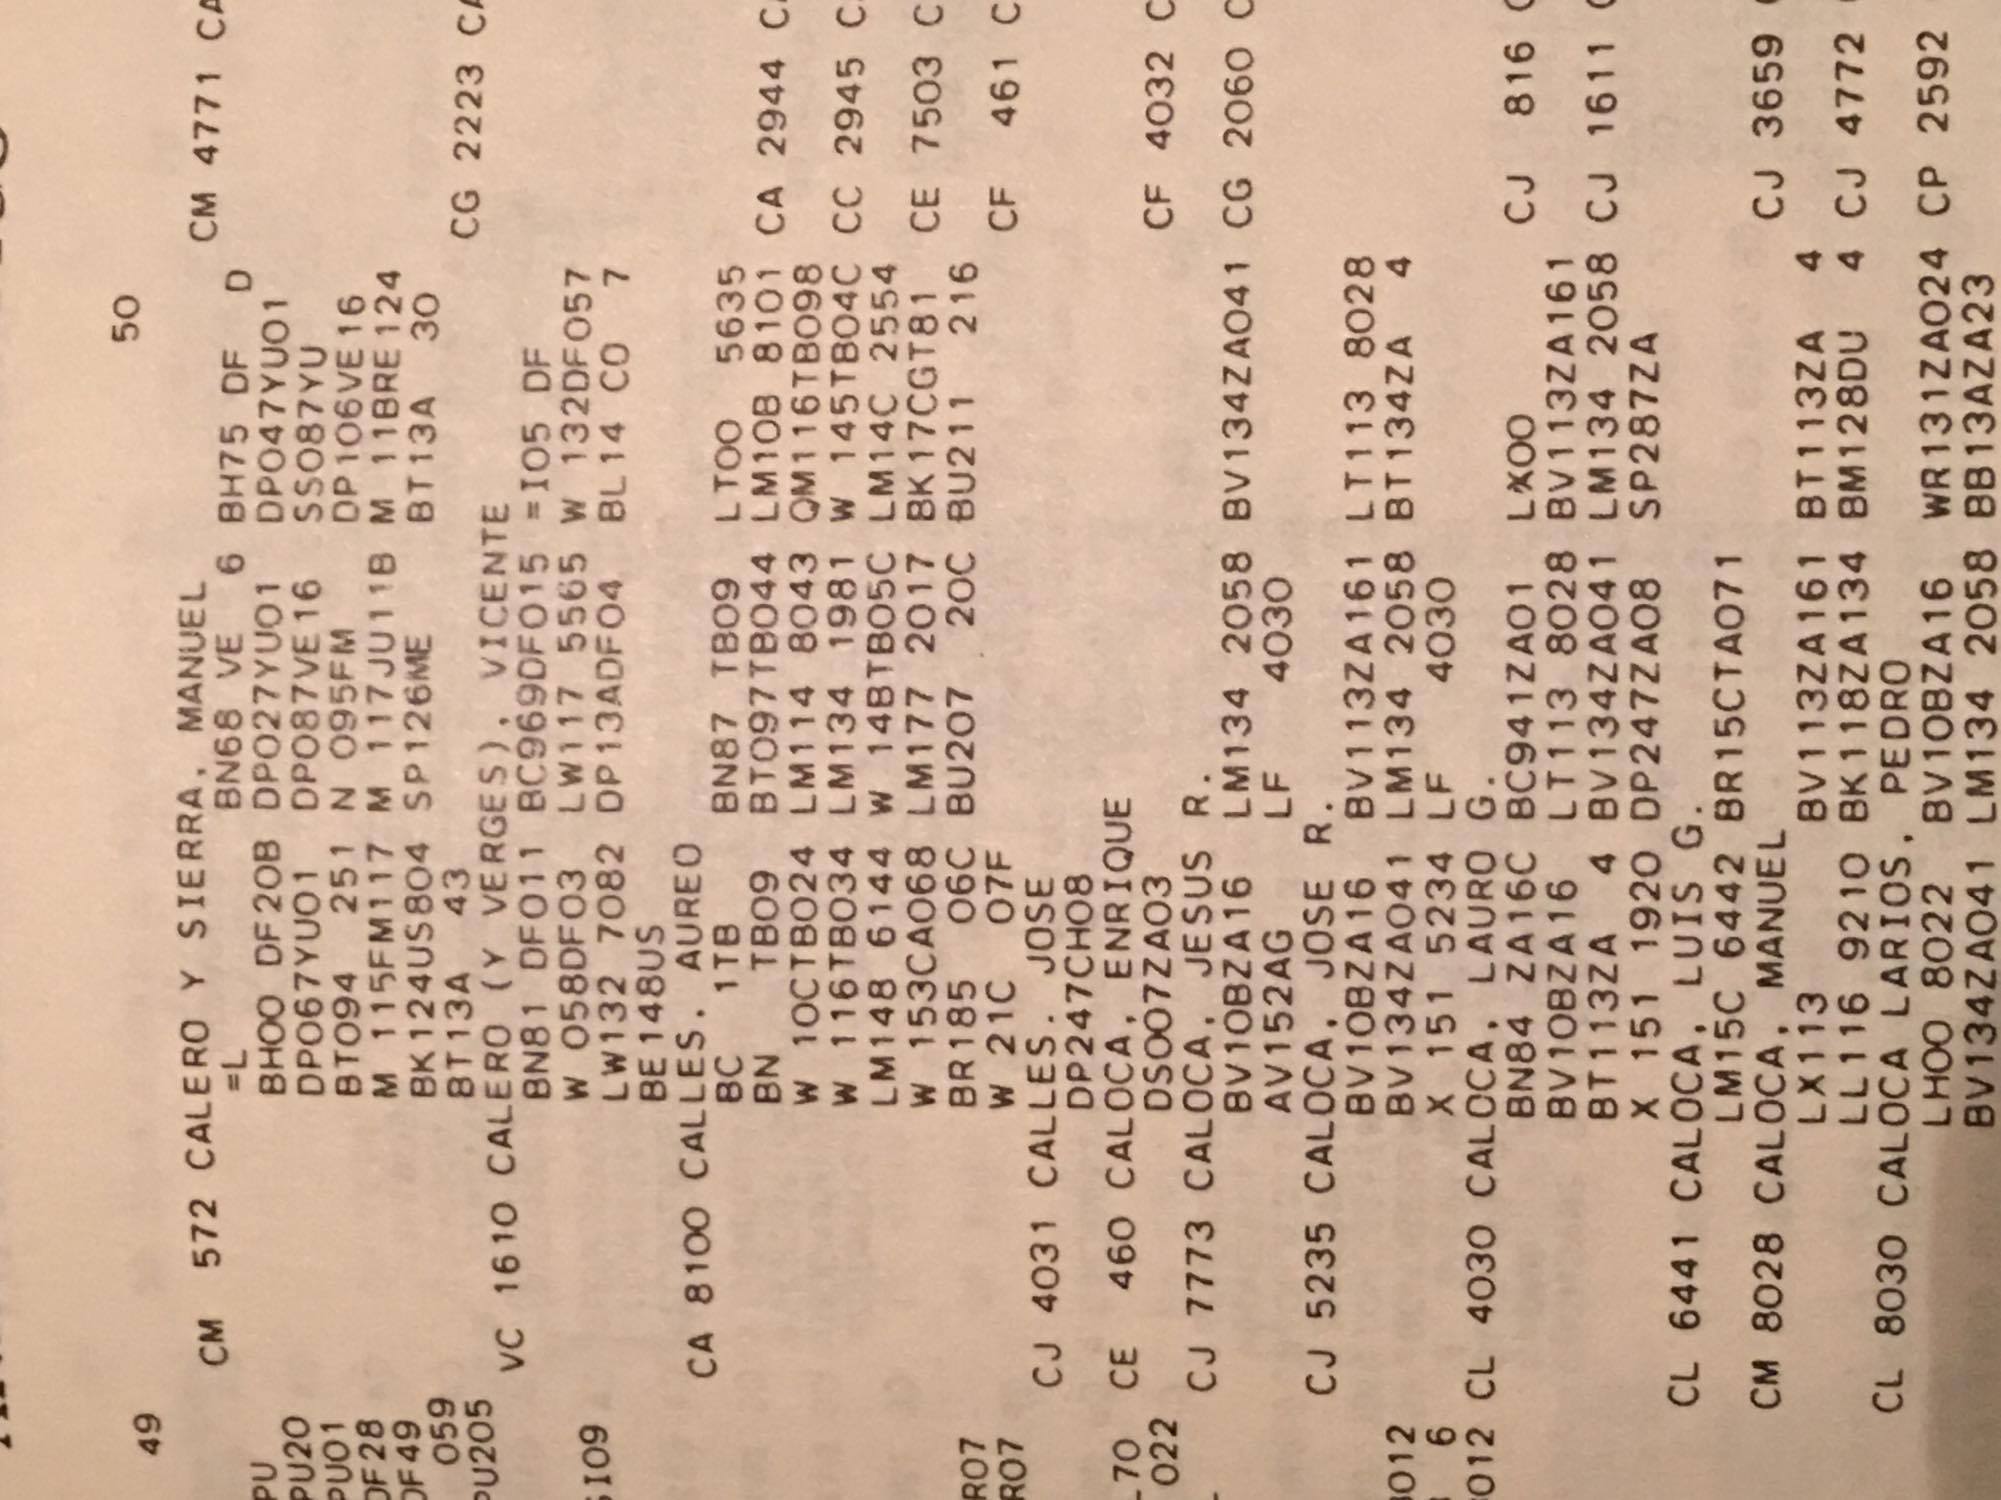 49
PU
PU20
PU01
DF28
DF49
059
PU205
SI09
RO7
RO7
70
022
BO12
6
BO12
50
CM 572 CALERO Y SIERRA, MANUEL
=L BN68 VE 6 BH75 DF D
BH00 DF20B DP027YU01 DP047YU01
DP067YU01 DP087VE16 SS087YU
BT094 251 N 095FM DP106VE16
M 115FM117 M 117JU11B M 11BRE124
BK124US804 SP126ME BT13A 30
BT13A 43
VC 1610 CALERO (Y VERGES), VICENTE
BN81 DF011 BC969DF015 =I05 DF
W 058DF03 LW117 5565 W 132DF057
LW132 7082 DP13ADF04 BL14 CO 7
BE148US
CA 8100 CALLES, AUREO
BC 1TB BN87 TB09 LT00 5635
BN TB09 BT097TB044 LM10B 8101
W 10CTB024 LM114 8043 QM116TB098
W 116TB034 LM134 1981 W 145TB04C
LM148 6144 W 14BTB05C LM14C 2554
W 153CA068 LM177 2017 BK17CGT81
BR185 06C BU207 20C BU211 216
W 21C 07F
CJ 4031 CALLES, JOSE
DP247CH08
CE 460 CALOCA, ENRIQUE
DS007ZA03
CJ 7773 CALOCA, JESUS R.
BV10BZA16 LM134 2058 BV134ZA041
AV152AG LF 4030
CJ 5235 CALOCA, JOSE R.
BV10BZA16 BV113ZA161 LT113 8028
BV134ZA041 LM134 2058 BT134ZA 4
X 151 5234 LF 4030
CL 4030 CALOCA, LAURO G.
BN84 ZA16C BC941ZA01 LX00
BV10BZA16 LT113 8028 BV113ZA161
BT113ZA 4 BV134ZA041 LM134 2058
X 151 1920 DP247ZA08 SP287ZA
CL 6441 CALOCA, LUIS G.
LM15C 6442 BR15CTA071
CM 8028 CALOCA, MANUEL
LX113 BV113ZA161 BT113ZA 4
LL116 9210 BK118ZA134 BM128DU 4
CL 8030 CALOCA LARIOS, PEDRO
LH00 8022 BV10BZA16 WR131ZA024
BV134ZA041 LM134 2058 BB13AZA23
CM 4771 CA
CG 2223 CA
CA 2944 C
CC 2945 C
CE 7503 C
CF 461 C
CF 4032 C
CG 2060 C
CJ 816 C
CJ 1611 C
CJ 3659
CJ 4772
CP 2592